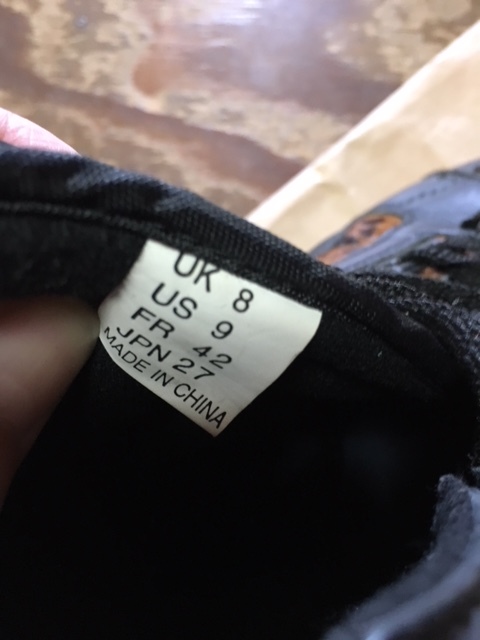 UK 8
US 9
FR 42
JPN 27
MADE IN CHINA